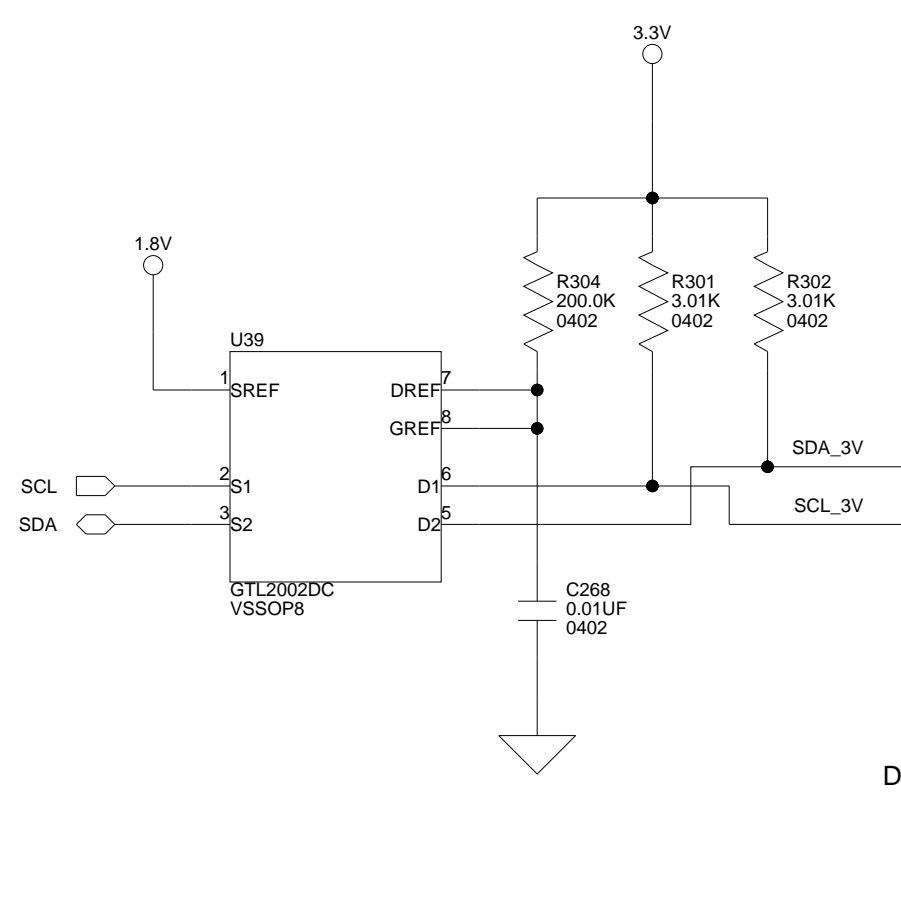 3.3V
1.8V
R304
200.0K
0402
R301
3.01K
0402
R302
3.01K
0402
U39
1
SREF
DREF
7
GREF
8
SCL
2
S1
D1
6
SDA
3
S2
D2
5
SDA_3V
SCL_3V
GTL2002DC
VSSOP8
C268
0.01UF
0402
D